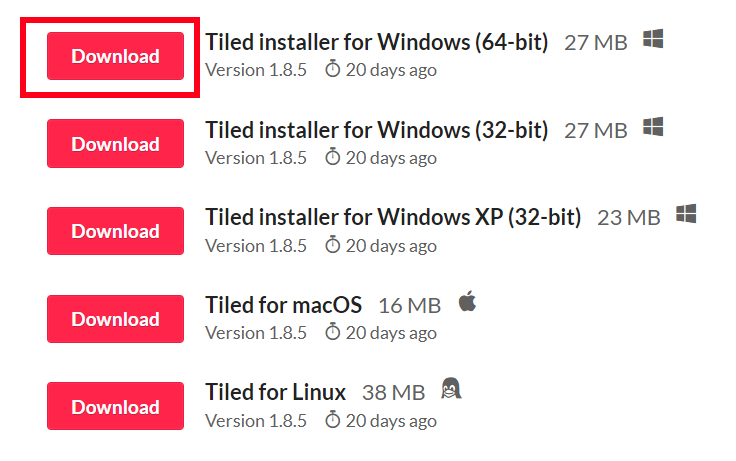 Download
Tiled installer for Windows (64-bit) 27 MB
Version 1.8.5 20 days ago
Download
Tiled installer for Windows (32-bit) 27 MB
Version 1.8.5 20 days ago
Download
Tiled installer for Windows XP (32-bit) 23 MB
Version 1.8.5 20 days ago
Download
Tiled for macOS 16 MB
Version 1.8.5 20 days ago
Download
Tiled for Linux 38 MB
Version 1.8.5 20 days ago